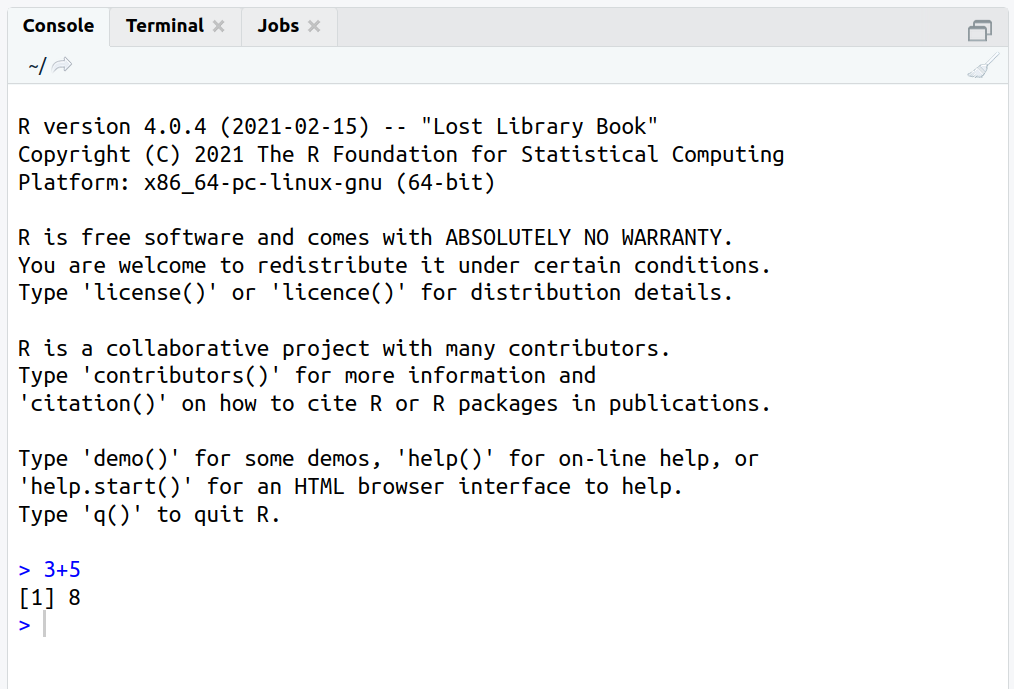 Console Terminal Jobs
~/
R version 4.0.4 (2021-02-15) -- "Lost Library Book"
Copyright (C) 2021 The R Foundation for Statistical Computing
Platform: x86_64-pc-linux-gnu (64-bit)
R is free software and comes with ABSOLUTELY NO WARRANTY.
You are welcome to redistribute it under certain conditions.
Type 'license()' or 'licence()' for distribution details.
R is a collaborative project with many contributors.
Type 'contributors()' for more information and
'citation()' on how to cite R or R packages in publications.
Type 'demo()' for some demos, 'help()' for on-line help, or
'help.start()' for an HTML browser interface to help.
Type 'q()' to quit R.
> 3+5
[1] 8
>